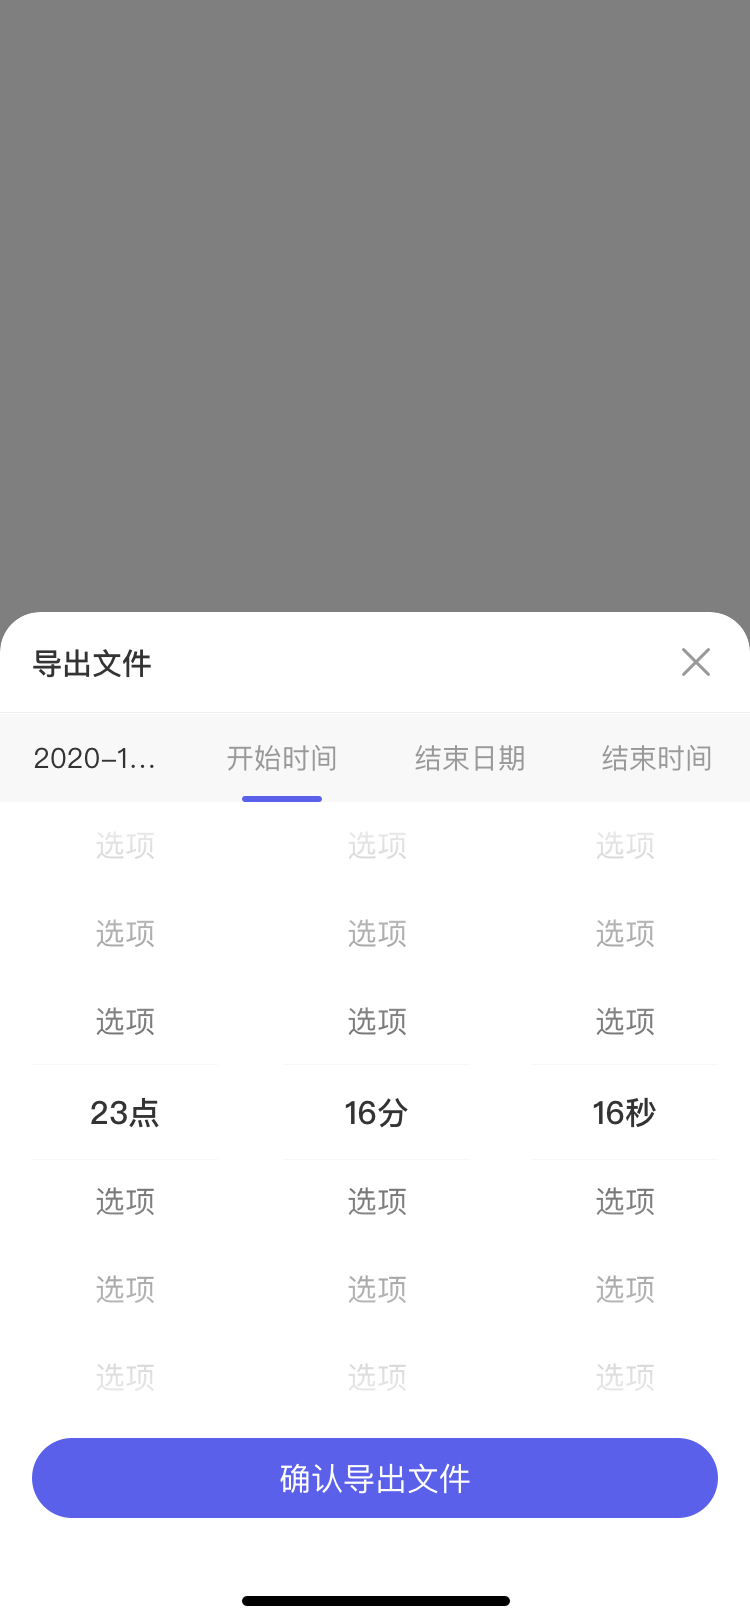 导出文件
2020-1...
开始时间
结束日期
结束时间
选项 选项 选项
选项 选项 选项
选项 选项 选项
23点 16分 16秒
选项 选项 选项
选项 选项 选项
选项 选项 选项
确认导出文件